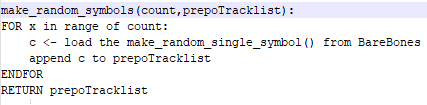 make_random_symbols(count,prepoTracklist):
FOR x in range of count:
    c <- load the make_random_single_symbol() from BareBones
    append c to prepoTracklist
ENDFOR
RETURN prepoTracklist